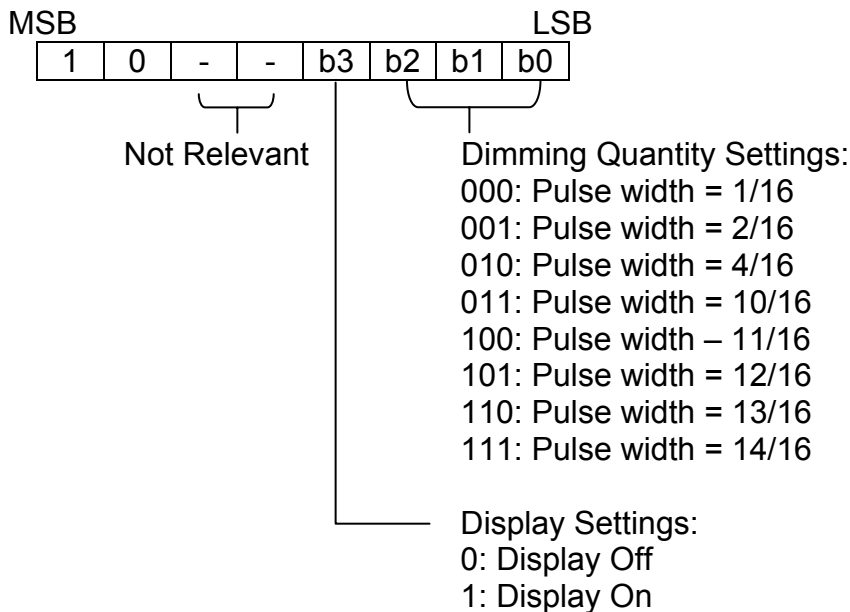 MSB LSB
1 0 - - b3 b2 b1 b0
Not Relevant
Dimming Quantity Settings:
000: Pulse width = 1/16
001: Pulse width = 2/16
010: Pulse width = 4/16
011: Pulse width = 10/16
100: Pulse width – 11/16
101: Pulse width = 12/16
110: Pulse width = 13/16
111: Pulse width = 14/16
Display Settings:
0: Display Off
1: Display On